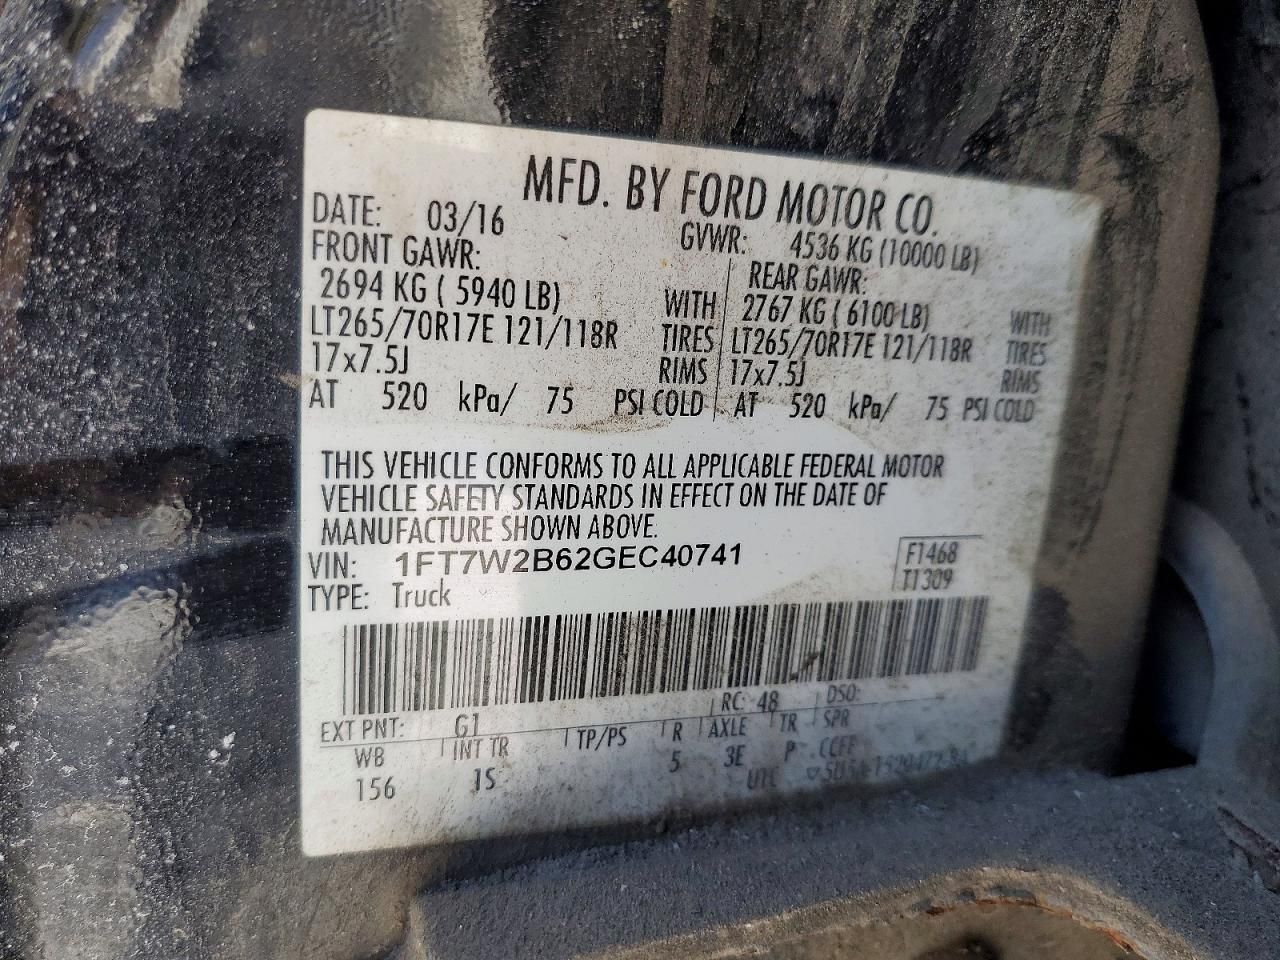 MFD. BY FORD MOTOR CO.
DATE: 03/16 GVWR: 4536 KG (10000 LB)
FRONT GAWR: REAR GAWR:
2694 KG ( 5940 LB) WITH 2767 KG ( 6100 LB) WITH
LT265/70R17E 121/118R TIRES LT265/70R17E 121/118R TIRES
17x7.5J RIMS 17x7.5J RIMS
AT 520 kPa/ 75 PSI COLD AT 520 kPa/ 75 PSI COLD
THIS VEHICLE CONFORMS TO ALL APPLICABLE FEDERAL MOTOR
VEHICLE SAFETY STANDARDS IN EFFECT ON THE DATE OF
MANUFACTURE SHOWN ABOVE.
VIN: 1FT7W2B62GEC40741 F1468
TYPE: Truck T1309
EXT PNT: G1 RC: 48 DSO:
WB INT TR TP/PS R AXLE TR SPR
156 1S 5 3E P CCFF
UTC